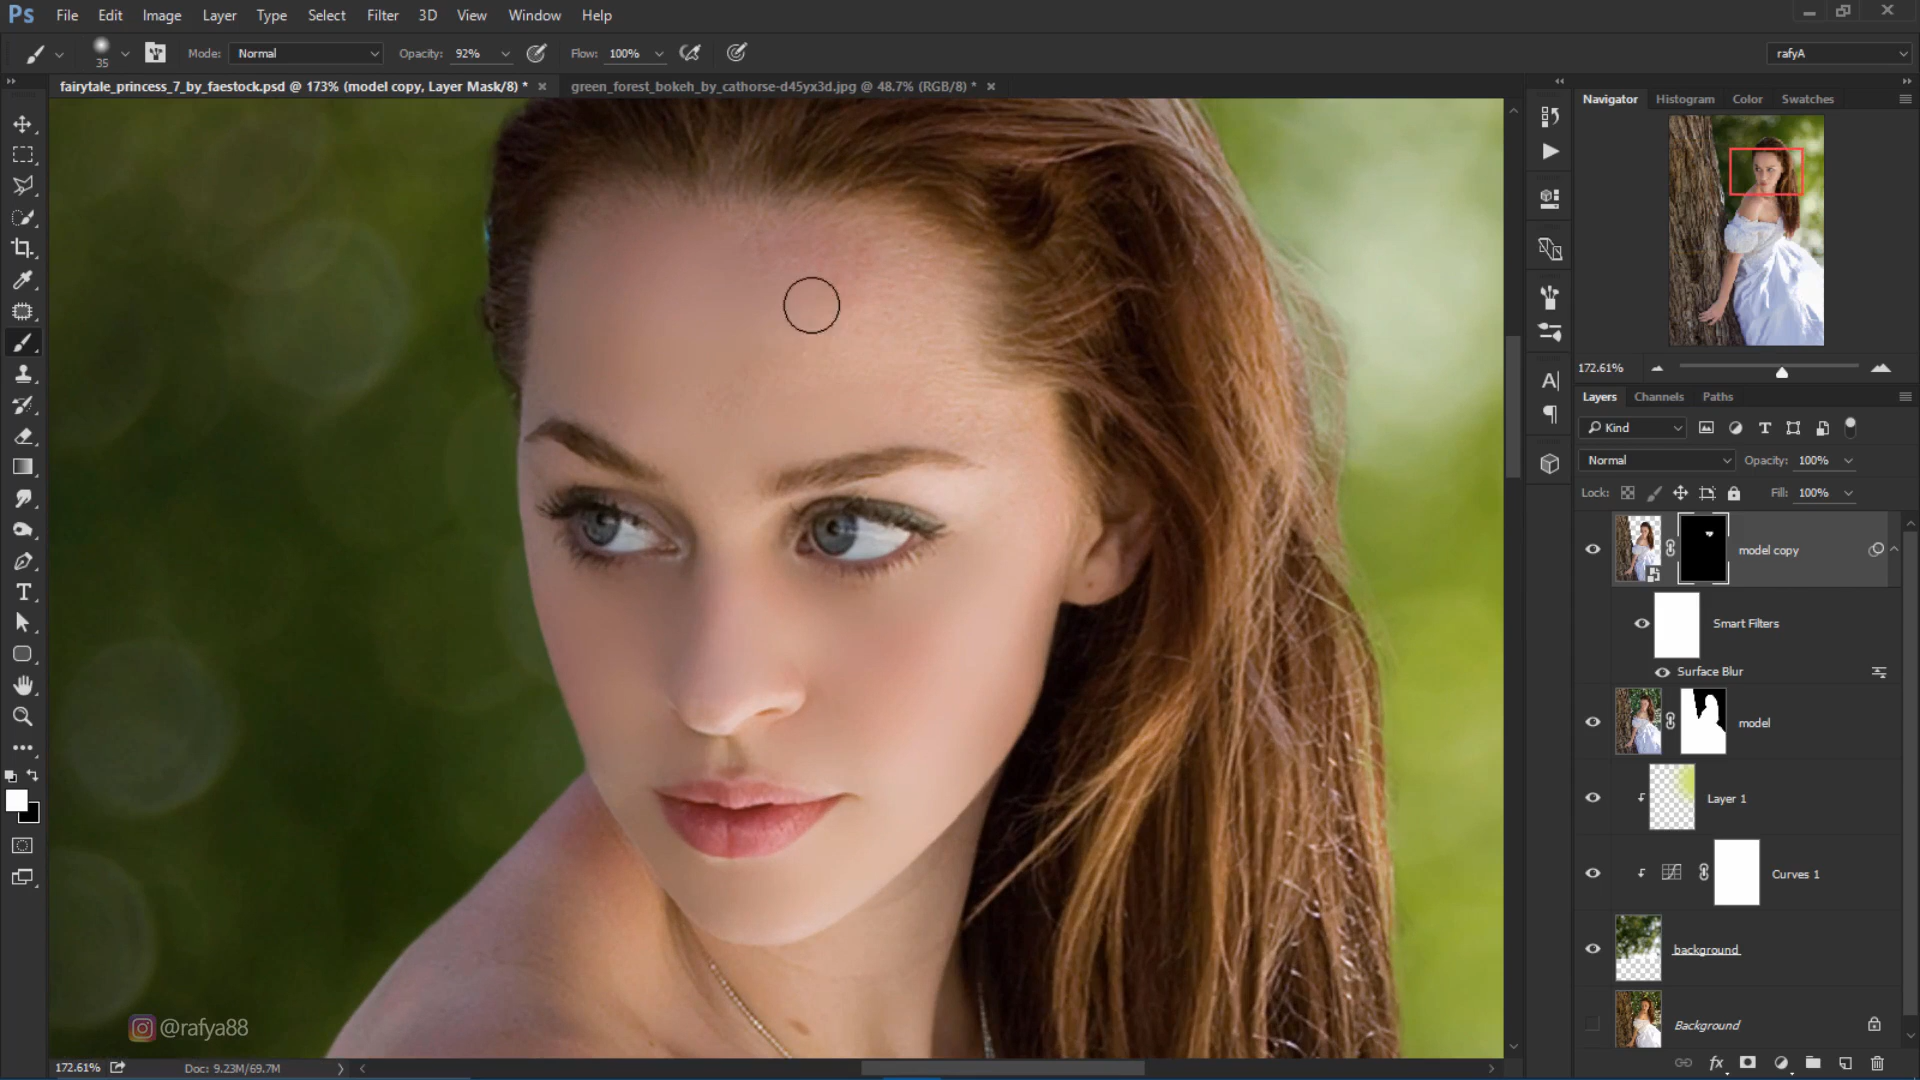 Ps File Edit Image Layer Type Select Filter 3D View Window Help
35 Mode: Normal Opacity: 92% Flow: 100% rafyA
fairytale_princess_7_by_faestock.psd @ 173% (model copy, Layer Mask/8) * green_forest_bokeh_by_cathorse-d45yx3d.jpg @ 48.7% (RGB/8) *
Navigator Histogram Color Swatches
172.61%
Layers Channels Paths
Kind
Normal Opacity: 100%
Lock: Fill: 100%
model copy
Smart Filters
Surface Blur
model
Layer 1
Curves 1
background
Background
@rafya88
172.61% Doc: 9.23M/69.7M